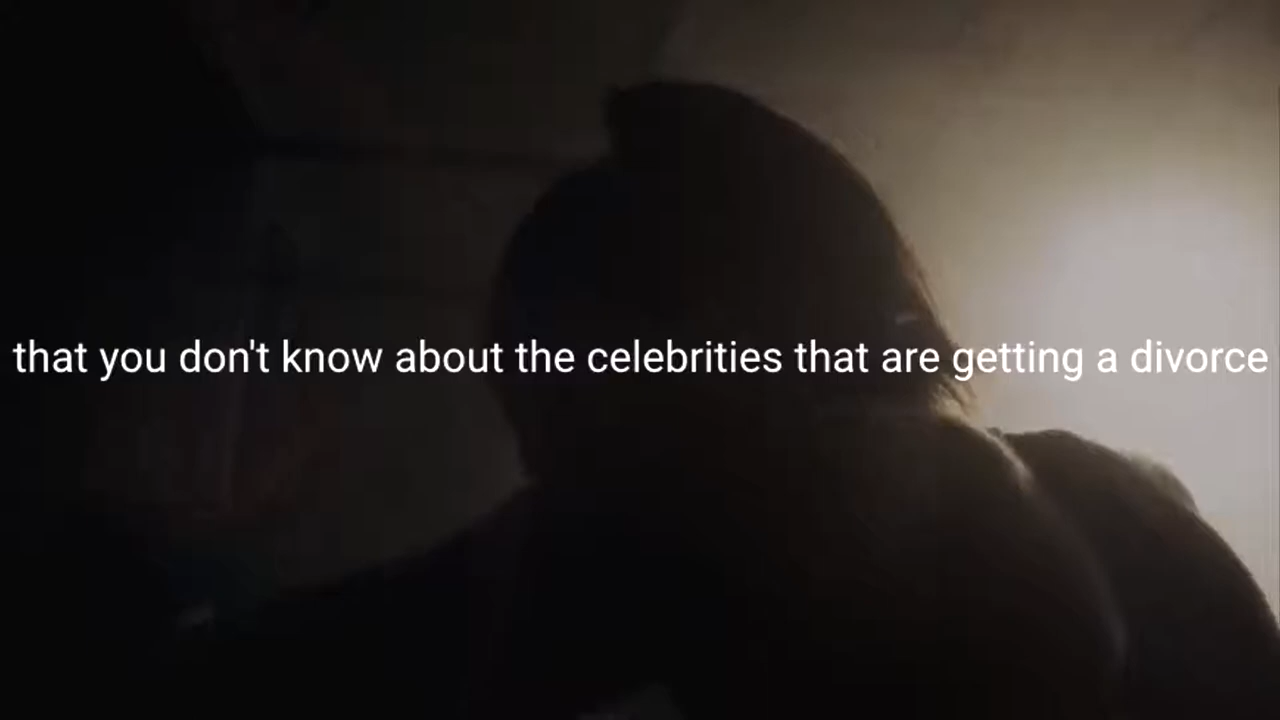 that you don't know about the celebrities that are getting a divorce